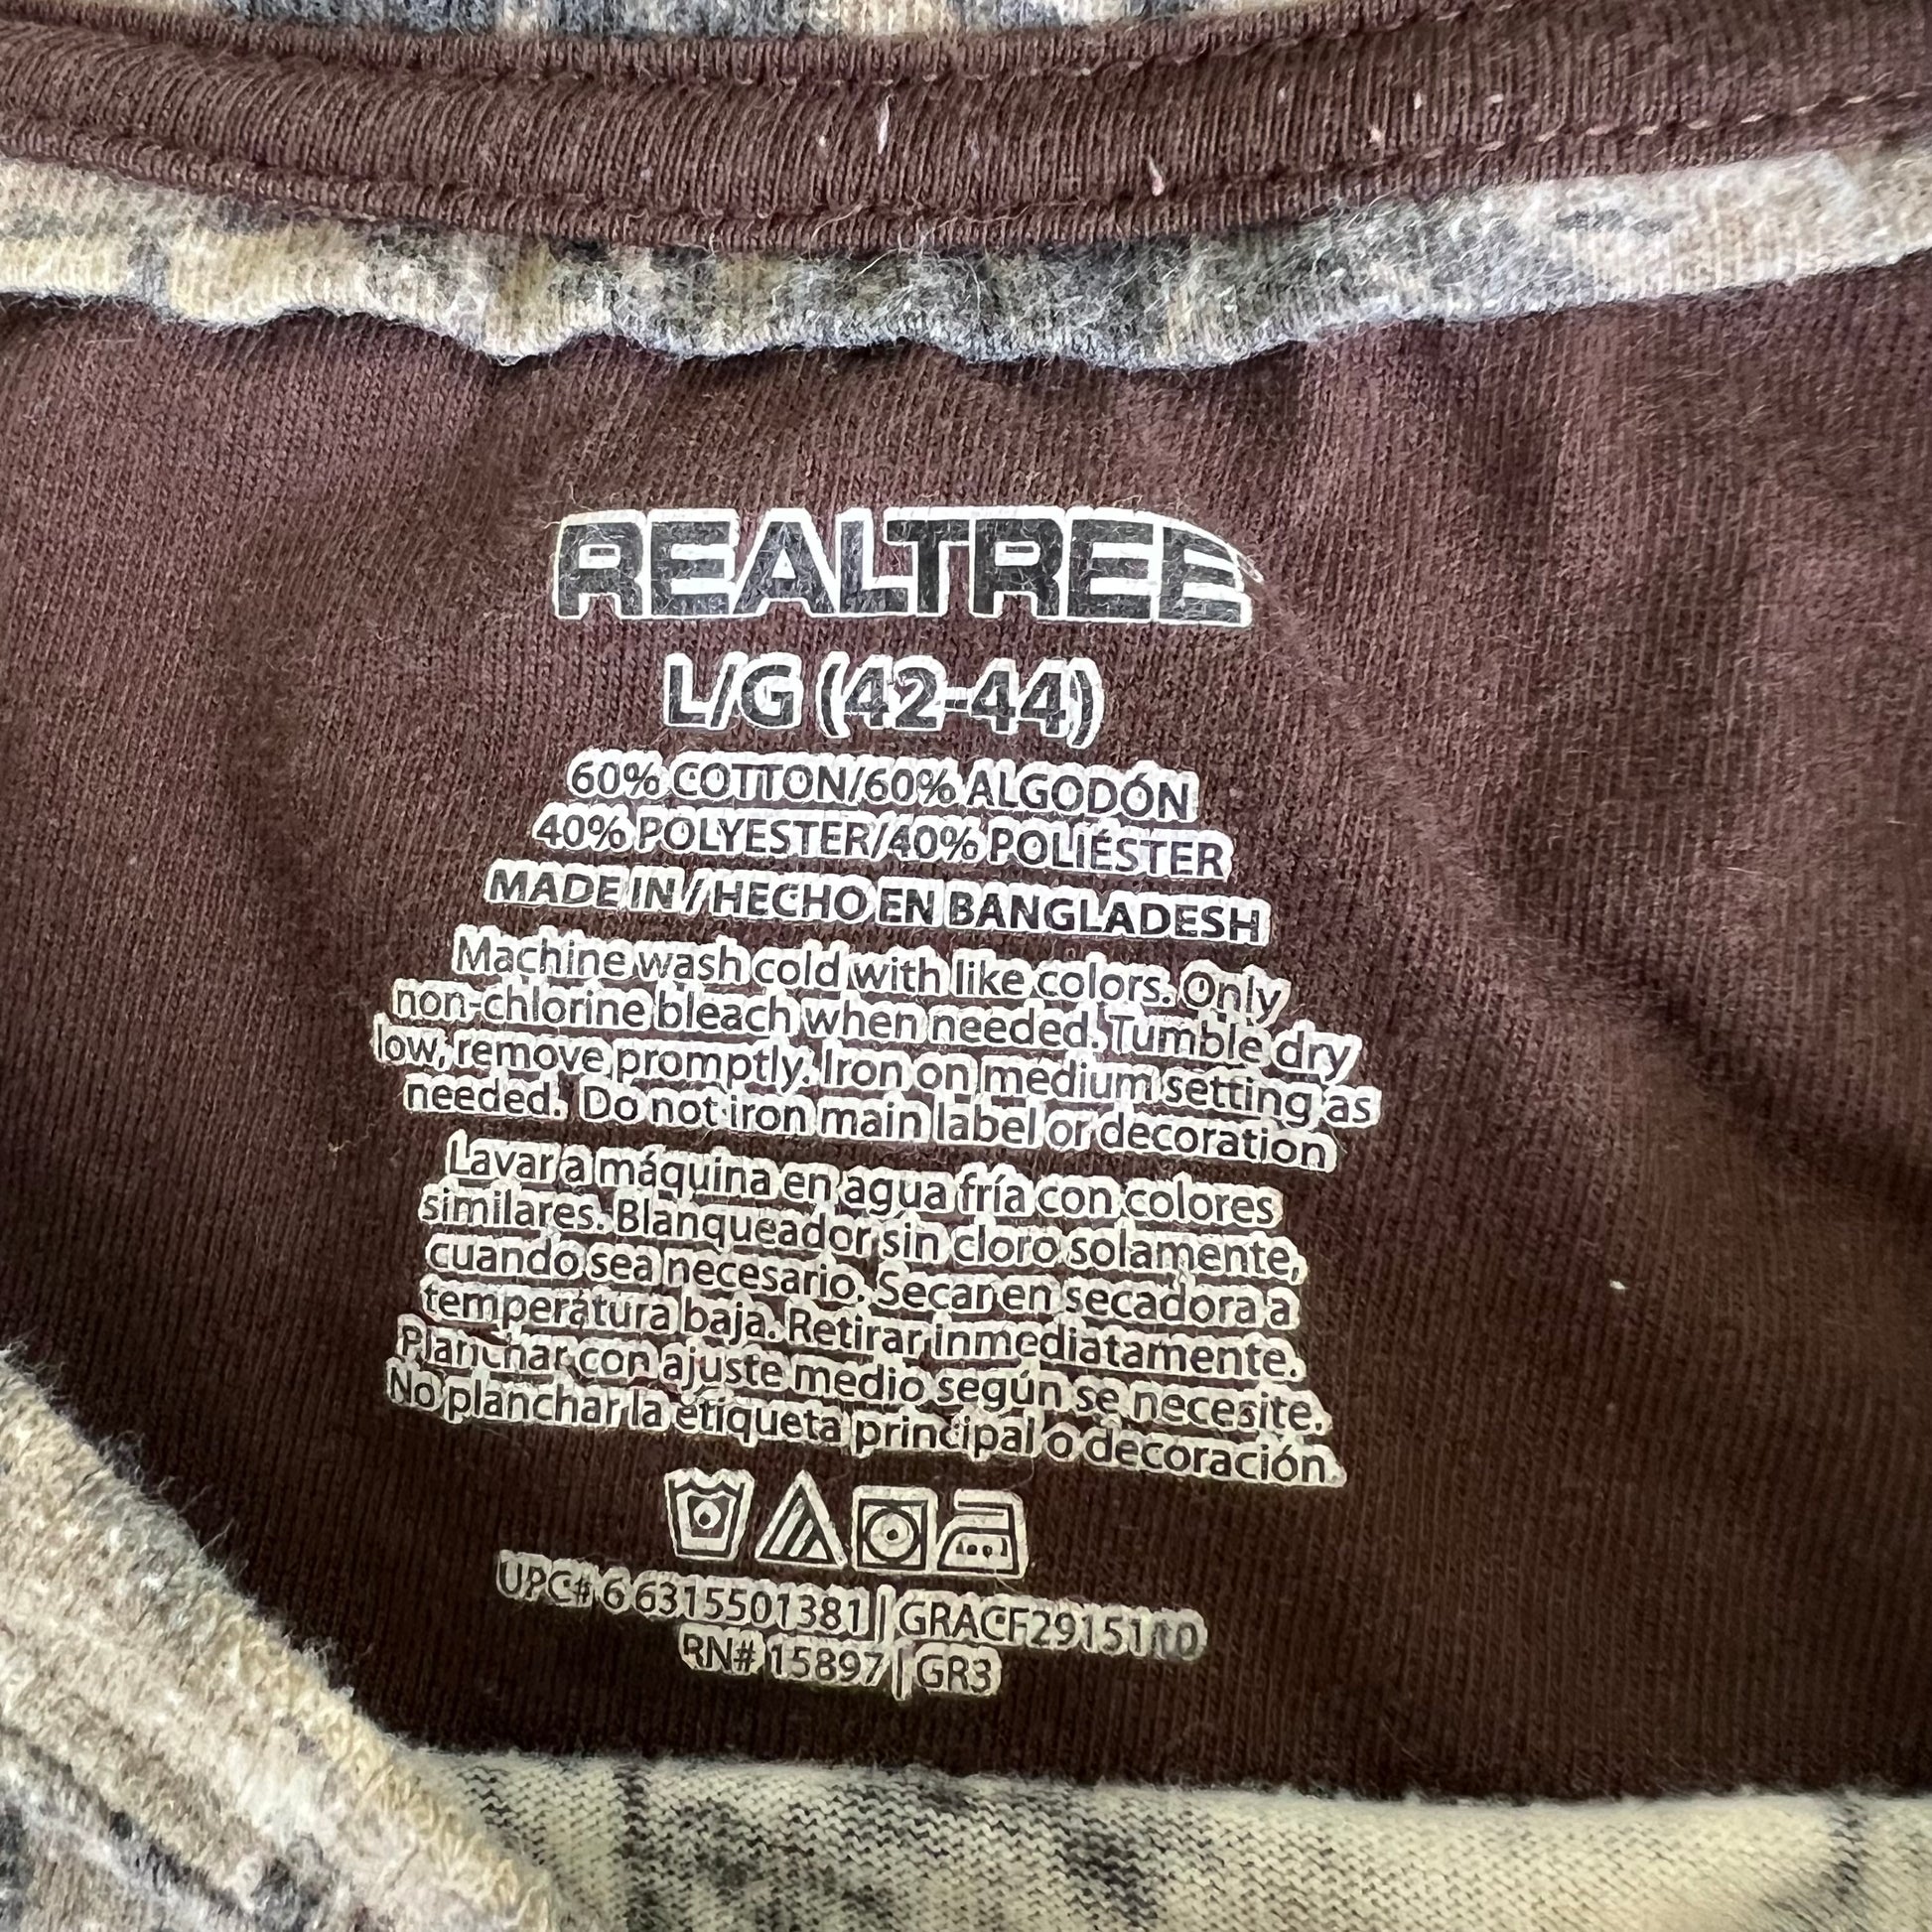 REALTREE
L/G (42-44)
60% COTTON/60% ALGODÓN
40% POLYESTER/40% POLIÉSTER
MADE IN / HECHO EN BANGLADESH
Machine wash cold with like colors. Only
non-chlorine bleach when needed. Tumble dry
low, remove promptly. Iron on medium setting as
needed. Do not iron main label or decoration
Lavar a máquina en agua fría con colores
similares. Blanqueador sin cloro solamente,
cuando sea necesario. Secar en secadora a
temperatura baja. Retirar inmediatamente.
Planchar con ajuste medio según se necesite.
No planchar la etiqueta principal o decoración.
UPC# 6 6315501381 | GRACF2915110
RN# 15897 | GR3